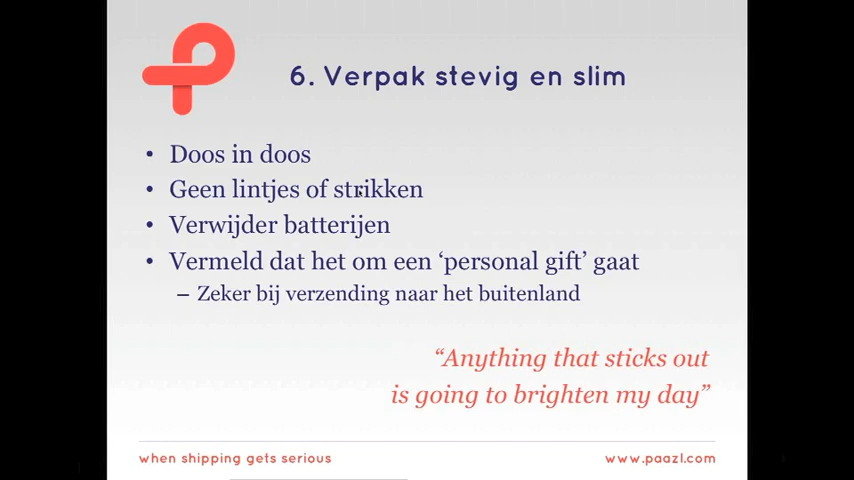 6. Verpak stevig en slim
• Doos in doos
• Geen lintjes of strikken
• Verwijder batterijen
• Vermeld dat het om een ‘personal gift’ gaat
– Zeker bij verzending naar het buitenland
“Anything that sticks out
is going to brighten my day”
when shipping gets serious
www.paazl.com